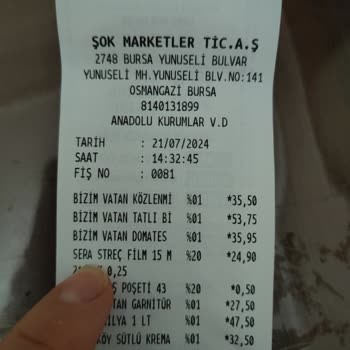 ŞOK MARKETLER TİC.A.Ş
2748 BURSA YUNUSELİ BULVAR
YUNUSELİ MH.YUNUSELİ BLV.NO:141
OSMANGAZİ BURSA
8140131899
ANADOLU KURUMLAR V.D
TARİH : 21/07/2024
SAAT : 14:32:45
FİŞ NO : 0081
BİZİM VATAN KÖZLENMİ %01 *35,50
BİZİM VATAN TATLI Bİ %01 *53,75
BİZİM VATAN DOMATES %01 *35,95
SERA STREÇ FİLM 15 M %20 *24,90
0,25
POŞETİ 43 %20 *0,50
GARNİTÜR %01 *27,50
1 LT %01 *47,50
SÜTLÜ KREMA %01 *32,50